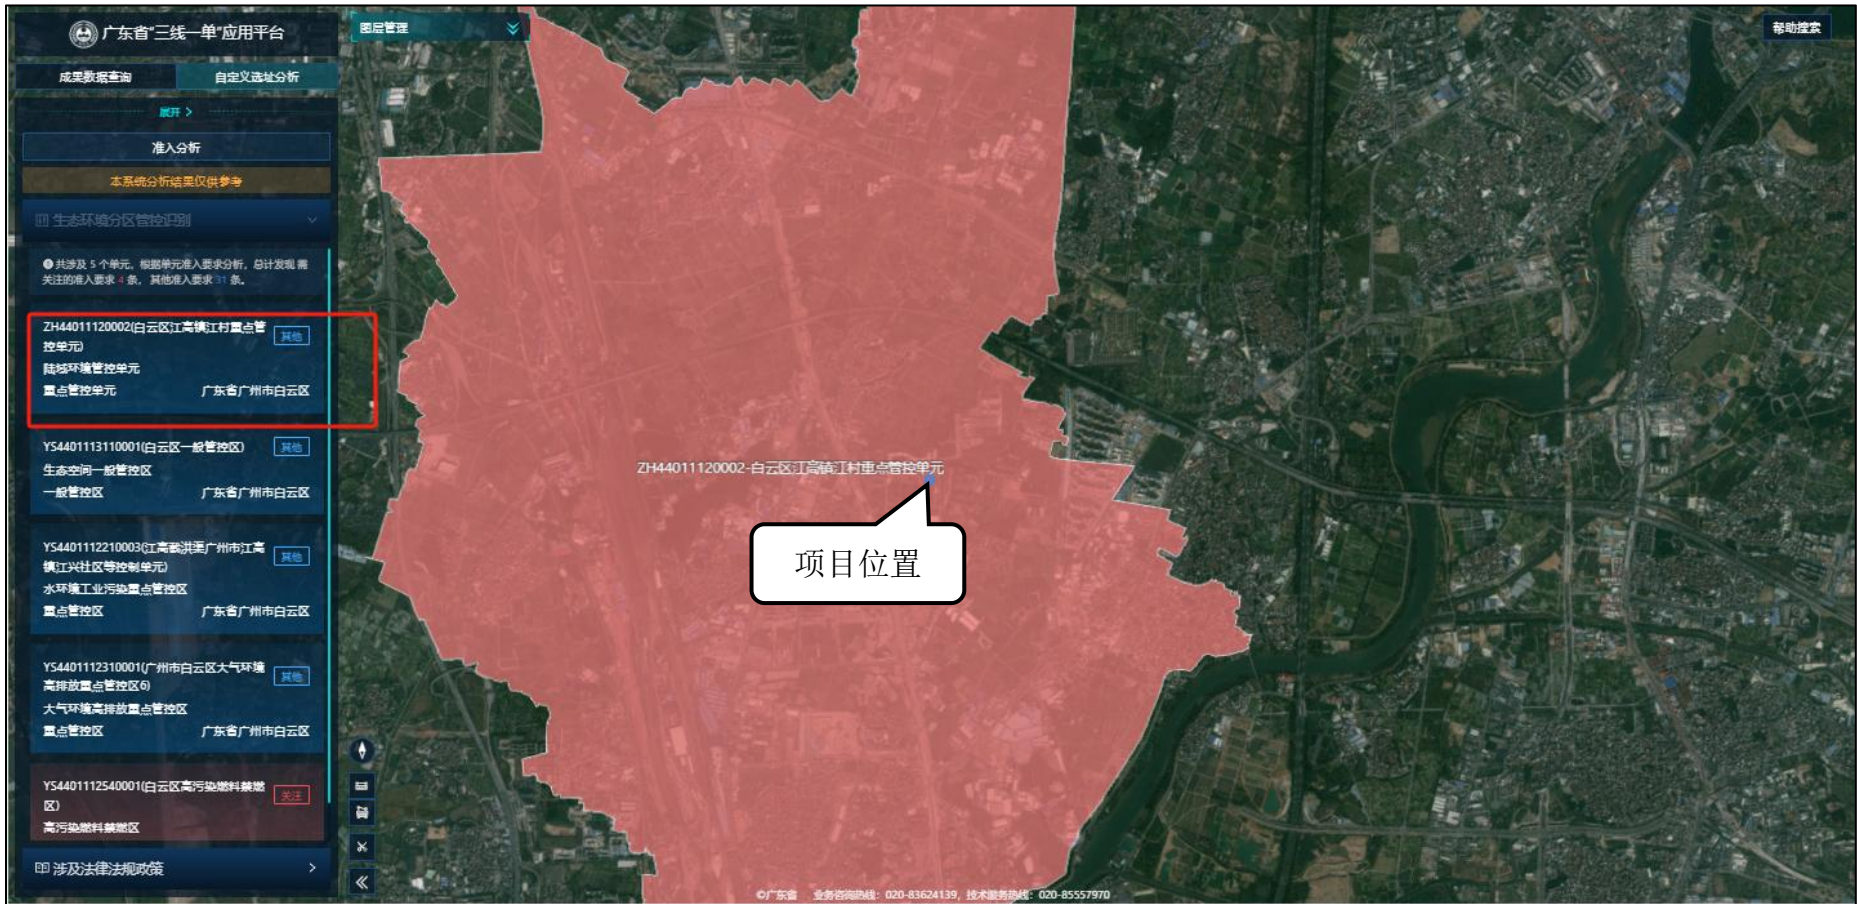 广东省“三线一单”应用平台
成果数据查询
自定义选址分析
展开 >
准入分析
本系统分析结果仅供参考
生态环境分区管控识别
共涉及 5 个单元，根据单元准入要求分析，总计发现 需
关注的准入要求 4 条， 其他准入要求 31 条。
ZH44011120002(白云区江高镇江村重点管
控单元)
其他
陆域环境管控单元
重点管控单元 广东省广州市白云区
YS4401113110001(白云区一般管控区) 其他
生态空间一般管控区
一般管控区 广东省广州市白云区
YS4401112210003(江高截洪渠广州市江高
镇江兴社区等控制单元)
其他
水环境工业污染重点管控区
重点管控区 广东省广州市白云区
YS4401112310001(广州市白云区大气环境
高排放重点管控区6)
其他
大气环境高排放重点管控区
重点管控区 广东省广州市白云区
YS4401112540001(白云区高污染燃料禁燃
区)
关注
高污染燃料禁燃区
涉及法律法规政策
图层管理
帮助搜索
ZH44011120002-白云区江高镇江村重点管控单元
项目位置
©广东省 业务咨询热线：020-83624139，技术服务热线：020-85557970